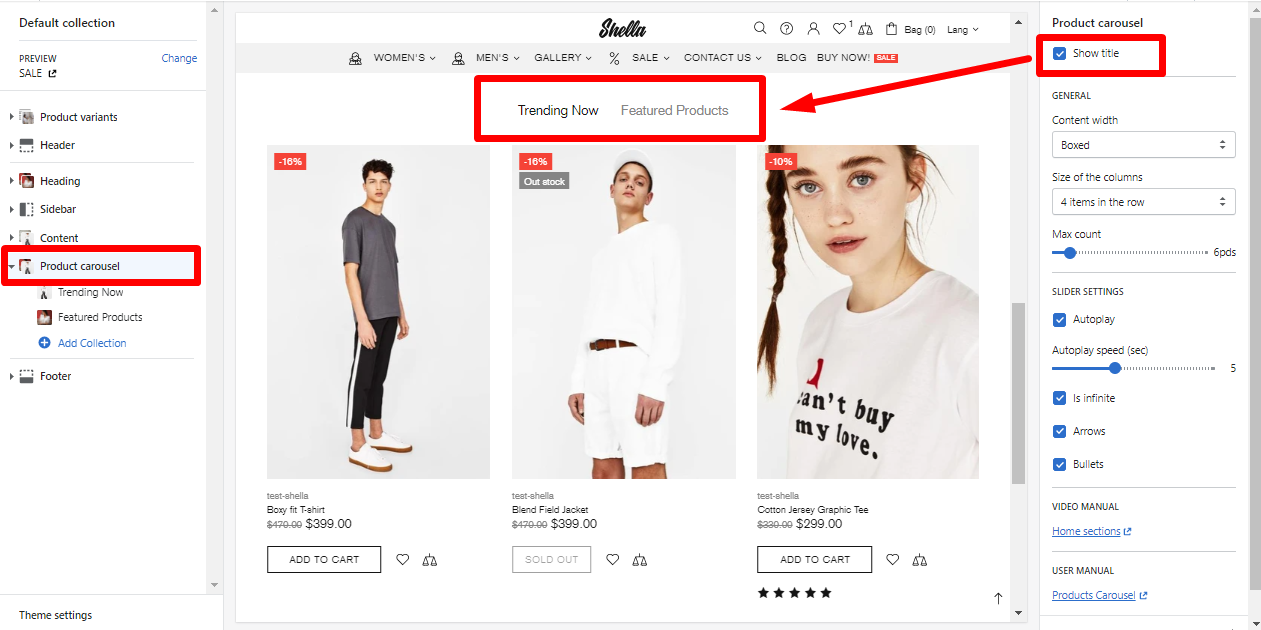 Default collection
PREVIEW
Change
SALE
Product variants
Header
Heading
Sidebar
Content
Product carousel
Trending Now
Featured Products
Add Collection
Footer
Theme settings
Shella
1
Bag (0)
Lang
WOMEN'S
MEN'S
GALLERY
%
SALE
CONTACT US
BLOG
BUY NOW!
SALE
Trending Now
Featured Products
-16%
-16%
Out stock
-10%
can't buy
my love.
test-shella
Boxy fit T-shirt
$470.00 $399.00
ADD TO CART
test-shella
Blend Field Jacket
$470.00 $399.00
SOLD OUT
test-shella
Cotton Jersey Graphic Tee
$330.00 $299.00
ADD TO CART
Product carousel
Show title
GENERAL
Content width
Boxed
Size of the columns
4 items in the row
Max count
6pds
SLIDER SETTINGS
Autoplay
Autoplay speed (sec)
5
Is infinite
Arrows
Bullets
VIDEO MANUAL
Home sections
USER MANUAL
Products Carousel